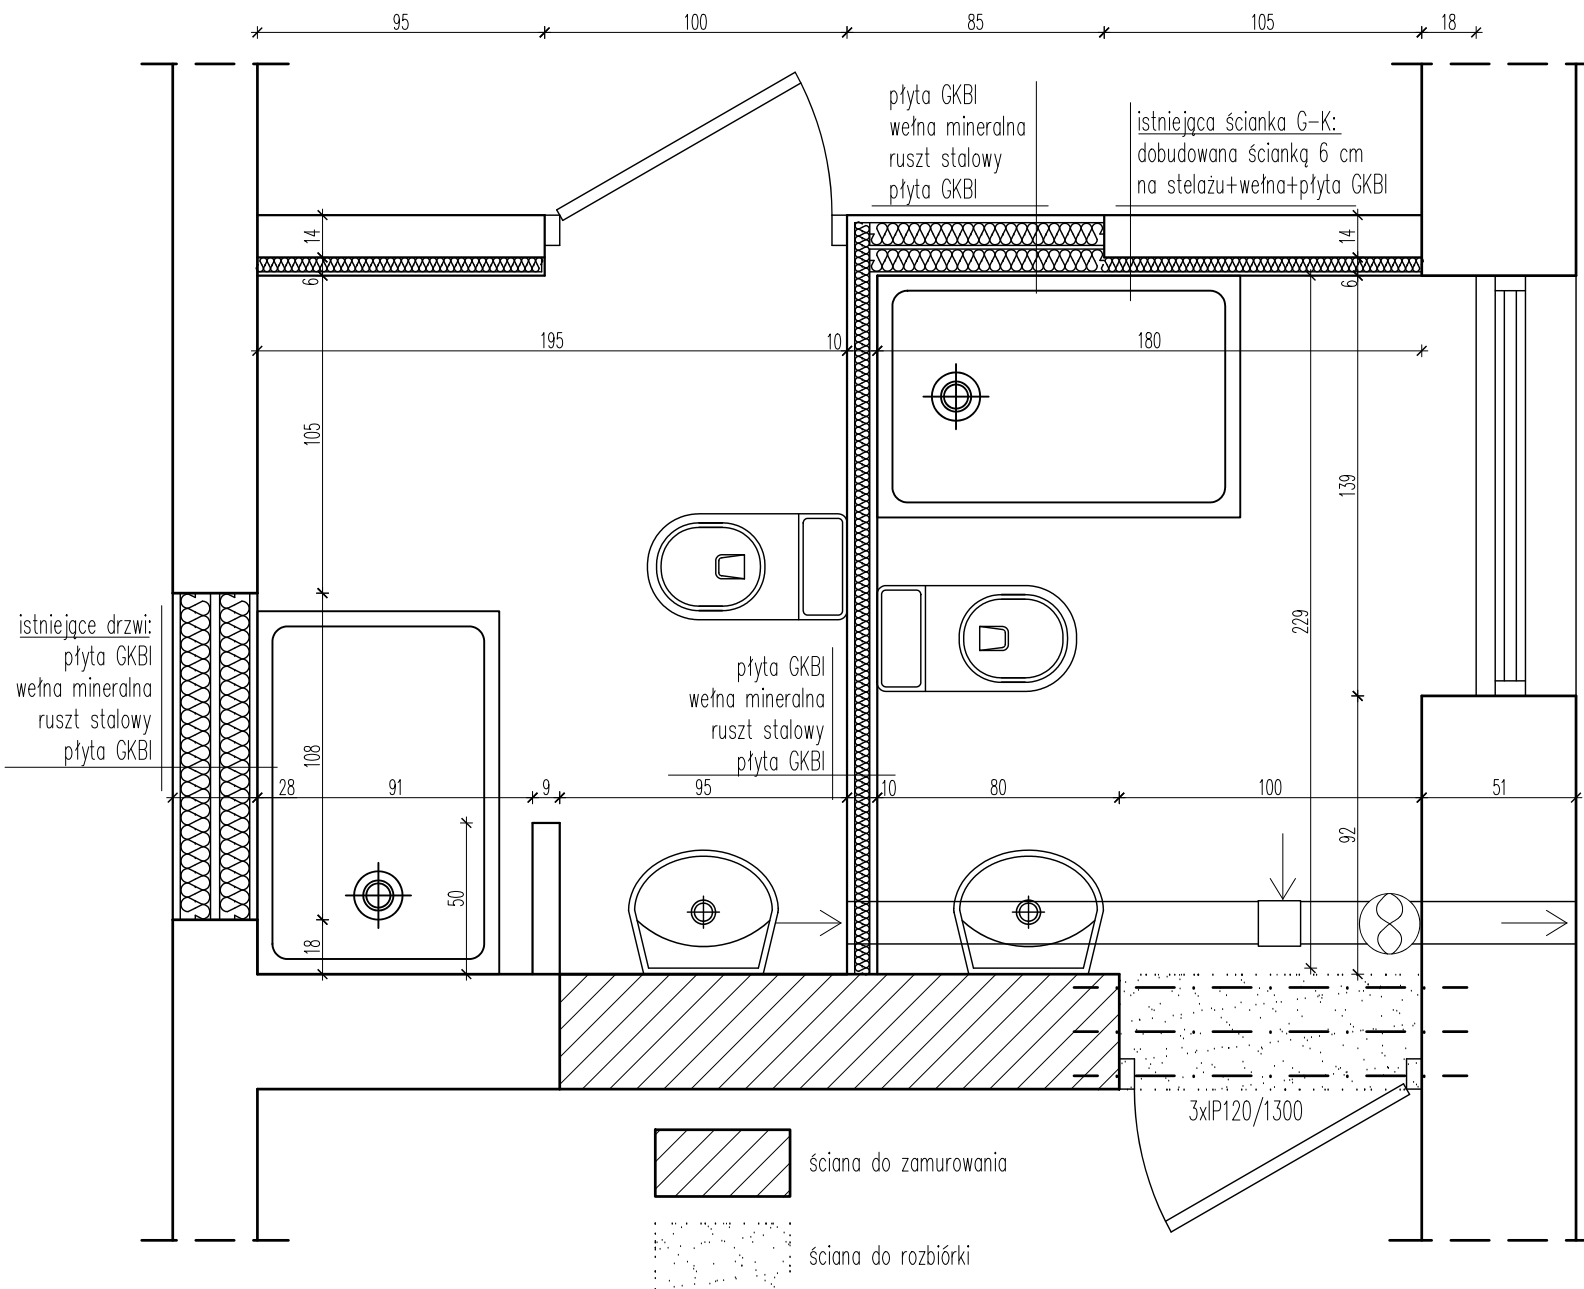 95
100
85
105
18
płyta GKBI
wełna mineralna
ruszt stalowy
płyta GKBI
istniejąca ścianka G-K:
dobudowana ścianką 6 cm
na stelażu+wełna+płyta GKBI
14
6
14
6
195
10
180
105
139
229
istniejące drzwi:
płyta GKBI
wełna mineralna
ruszt stalowy
płyta GKBI
płyta GKBI
wełna mineralna
ruszt stalowy
płyta GKBI
108
28
91
9
95
10
80
100
51
92
50
18
3xIP120/1300
ściana do zamurowania
ściana do rozbiórki